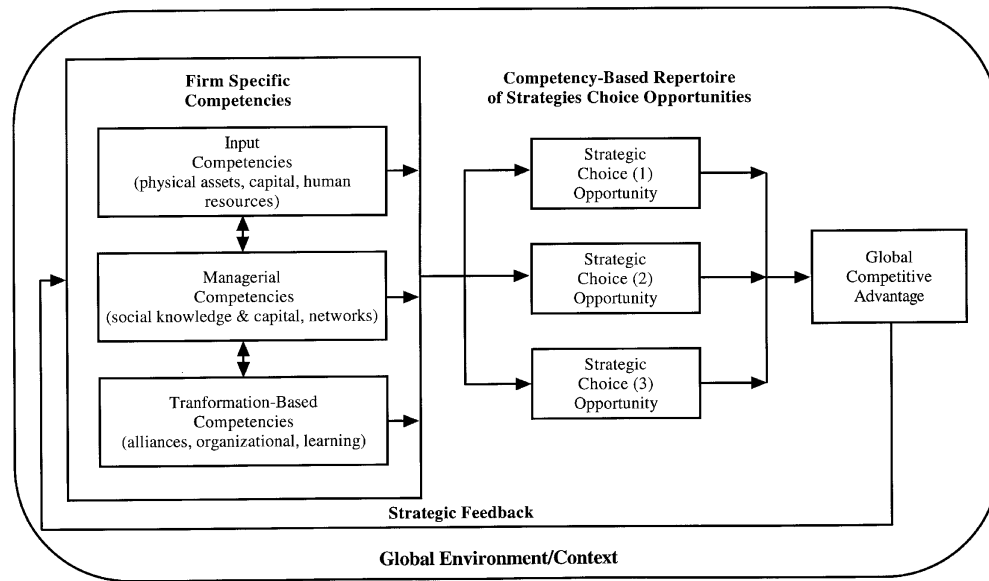 Firm Specific
Competencies
Input
Competencies
(physical assets, capital, human
resources)
Managerial
Competencies
(social knowledge & capital, networks)
Tranformation-Based
Competencies
(alliances, organizational, learning)
Competency-Based Repertoire
of Strategies Choice Opportunities
Strategic
Choice (1)
Opportunity
Strategic
Choice (2)
Opportunity
Strategic
Choice (3)
Opportunity
Global
Competitive
Advantage
Strategic Feedback
Global Environment/Context